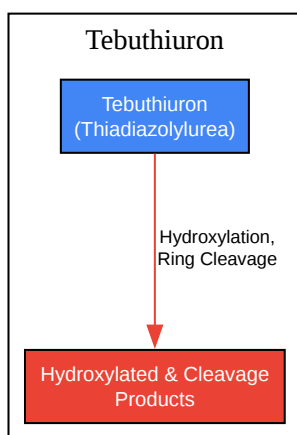 Tebuthiuron
Tebuthiuron
(Thiadiazolylurea)
Hydroxylation,
Ring Cleavage
Hydroxylated & Cleavage
Products